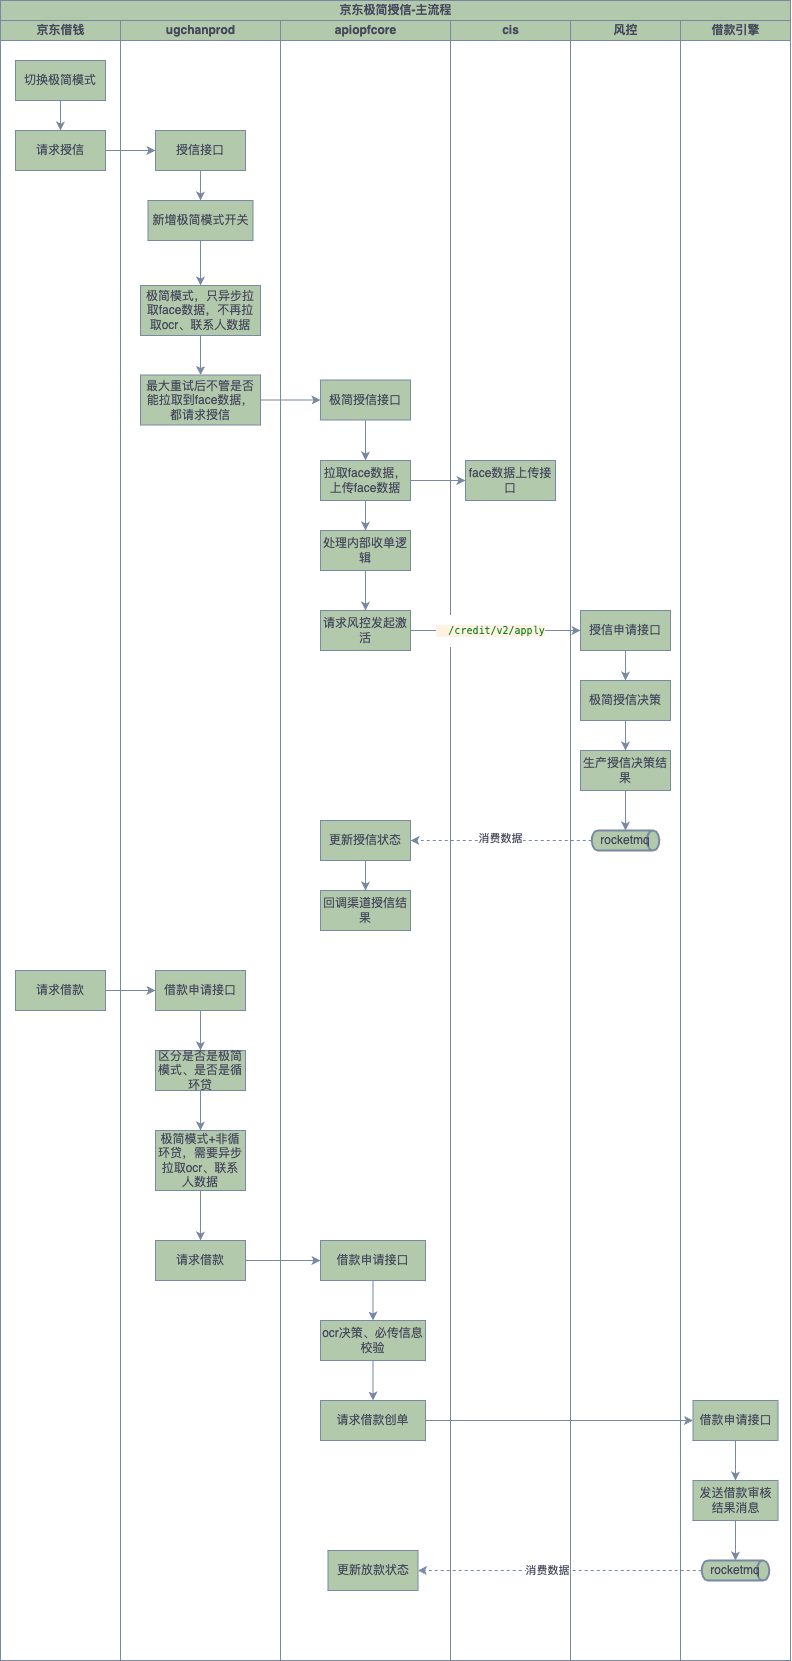 京东极简授信-主流程
京东借钱
ugchanprod
apiopfcore
cis
风控
借款引擎
切换极简模式
请求授信
授信接口
新增极简模式开关
极简模式，只异步拉
取face数据，不再拉
取ocr、联系人数据
最大重试后不管是否
能拉取到face数据，
都请求授信
极简授信接口
拉取face数据，
上传face数据
face数据上传接
口
处理内部收单逻
辑
请求风控发起激
活
/credit/v2/apply
授信申请接口
极简授信决策
生产授信决策结
果
rocketmq
消费数据
更新授信状态
回调渠道授信结
果
请求借款
借款申请接口
区分是否是极简
模式、是否是循
环贷
极简模式+非循
环贷，需要异步
拉取ocr、联系
人数据
请求借款
借款申请接口
ocr决策、必传信息
校验
请求借款创单
借款申请接口
发送借款审核
结果消息
rocketmq
消费数据
更新放款状态